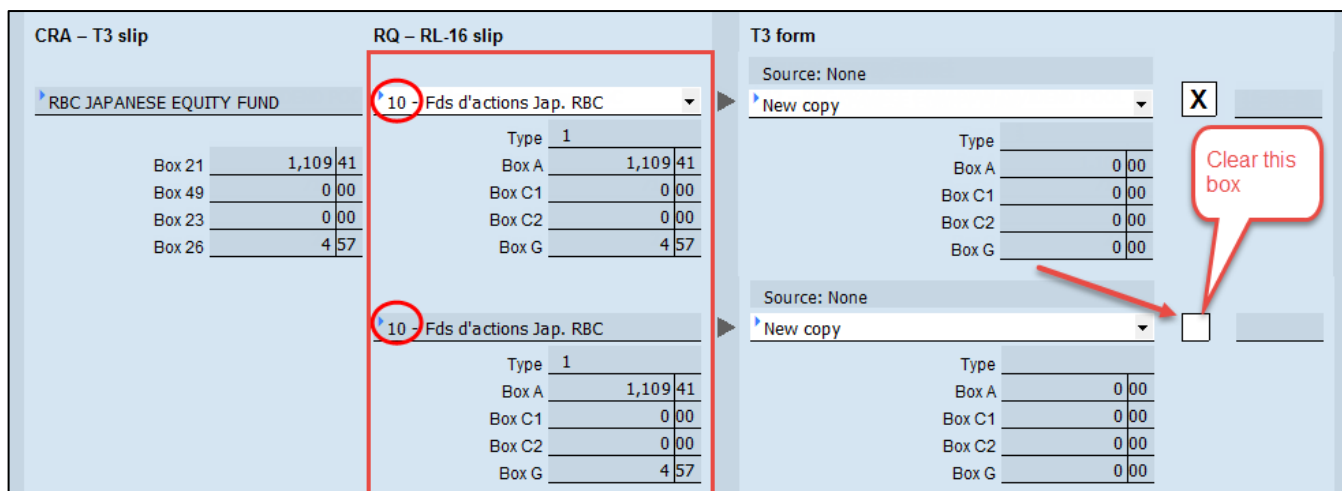 CRA – T3 slip RQ – RL-16 slip T3 form
Source: None
RBC JAPANESE EQUITY FUND 10 - Fds d'actions Jap. RBC New copy X
Type 1 Type
Box 21 1,109 41 Box A 1,109 41 Box A 0 00
Box 49 0 00 Box C1 0 00 Box C1 0 00
Box 23 0 00 Box C2 0 00 Box C2 0 00
Box 26 4 57 Box G 4 57 Box G 0 00
Clear this
box
Source: None
10 - Fds d'actions Jap. RBC New copy
Type 1 Type
Box A 1,109 41 Box A 0 00
Box C1 0 00 Box C1 0 00
Box C2 0 00 Box C2 0 00
Box G 4 57 Box G 0 00